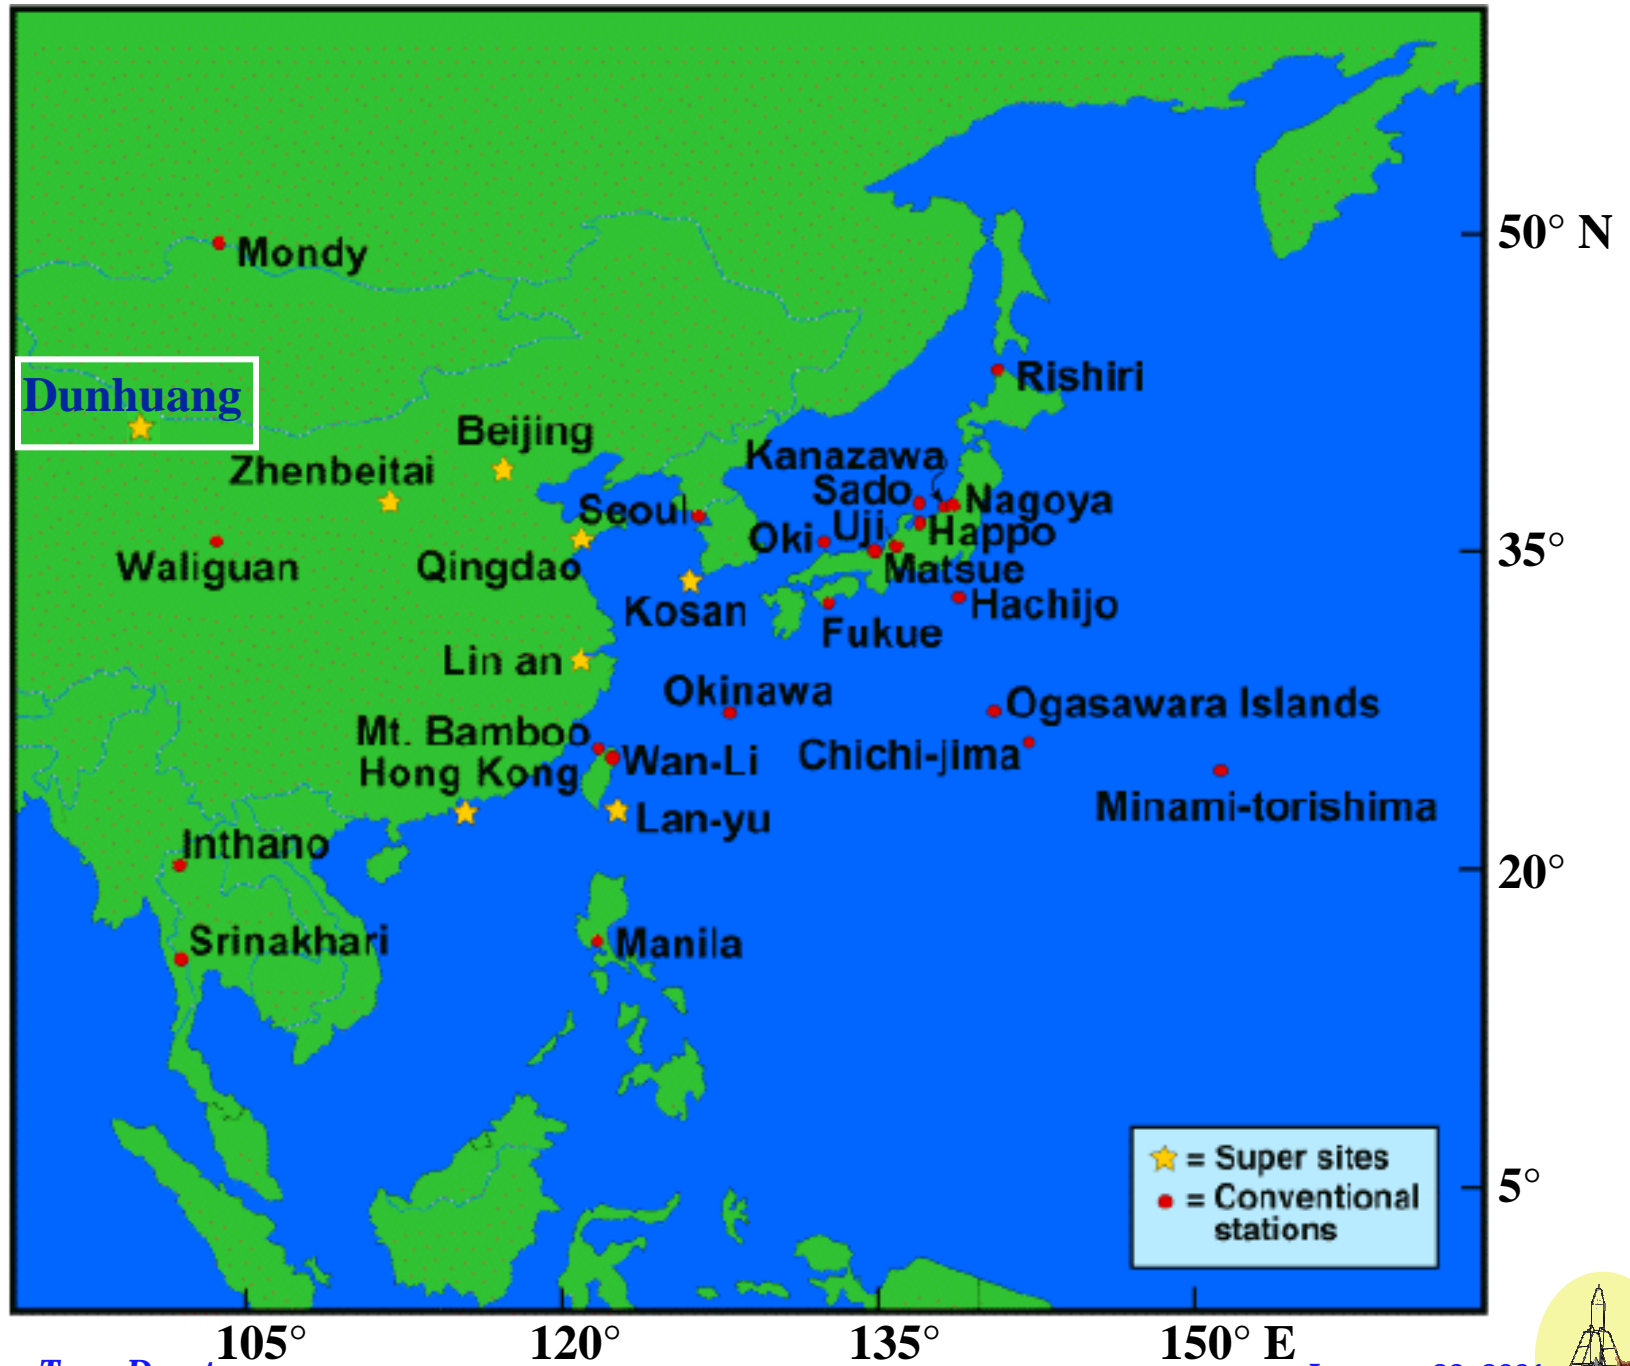 Mondy
50° N
Dunhuang
Rishiri
Beijing
Zhenbeitai
Kanazawa
Sado
Nagoya
Seoul
Oki
Uji
Happo
35°
Waliguan
Qingdao
Matsue
Kosan
Hachijo
Fukue
Lin an
Okinawa
Ogasawara Islands
Mt. Bamboo
Wan-Li
Chichi-jima
Hong Kong
Minami-torishima
Lan-yu
Inthano
20°
Srinakhari
Manila
= Super sites
= Conventional
stations
5°
105°
120°
135°
150° E